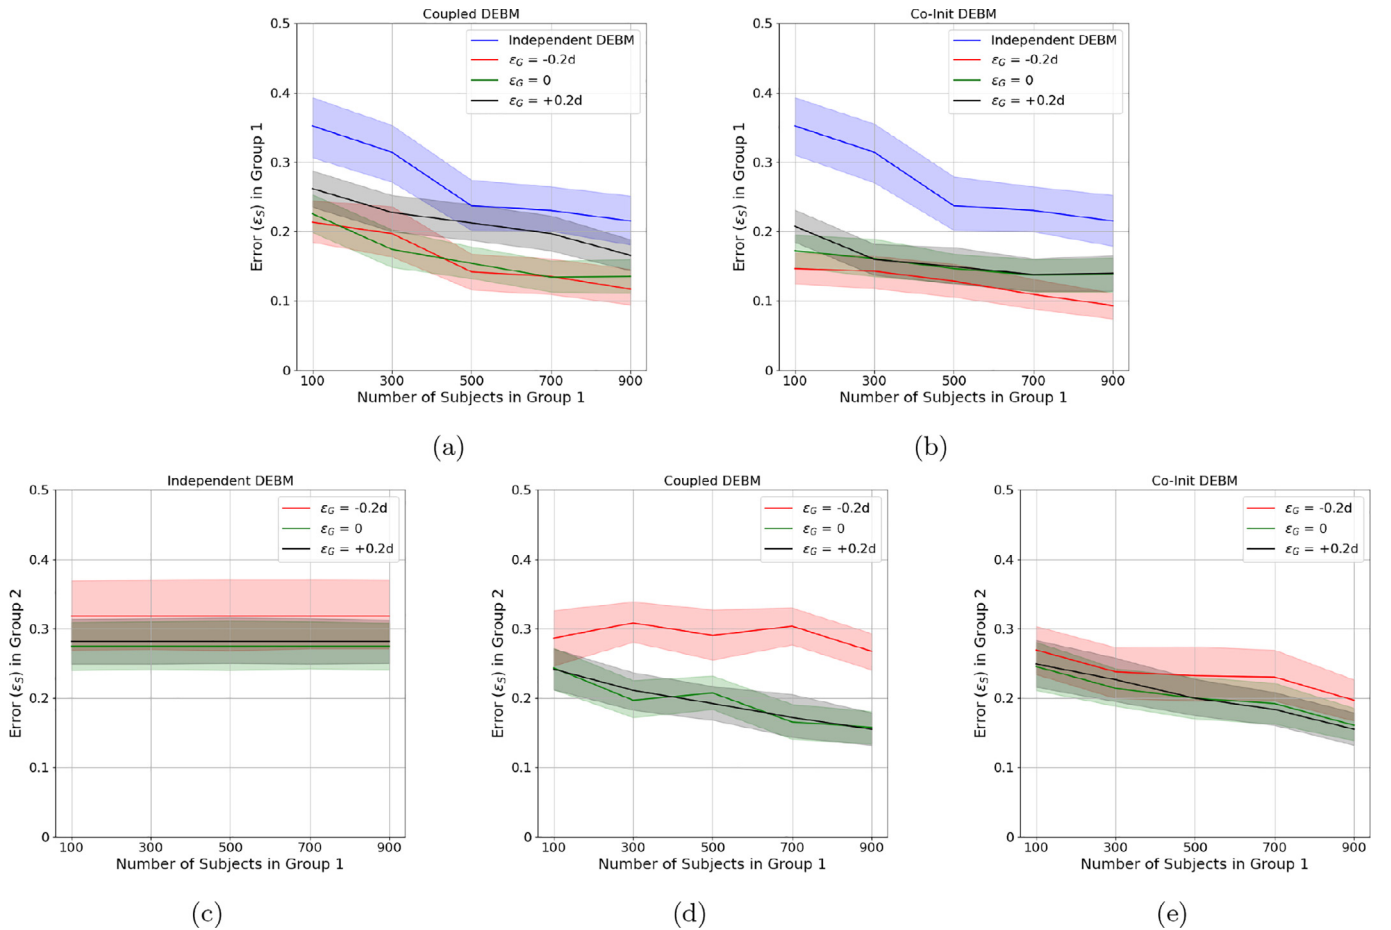 Coupled DEBM
0.5
0.4
0.3
0.2
0.1
0
Error (εS) in Group 1
Independent DEBM
εG = -0.2d
εG = 0
εG = +0.2d
100 300 500 700 900
Number of Subjects in Group 1
(a)
Co-Init DEBM
0.5
0.4
0.3
0.2
0.1
0
Error (εS) in Group 1
Independent DEBM
εG = -0.2d
εG = 0
εG = +0.2d
100 300 500 700 900
Number of Subjects in Group 1
(b)
Independent DEBM
0.5
0.4
0.3
0.2
0.1
0
Error (εS) in Group 2
εG = -0.2d
εG = 0
εG = +0.2d
100 300 500 700 900
Number of Subjects in Group 1
(c)
Coupled DEBM
0.5
0.4
0.3
0.2
0.1
0
Error (εS) in Group 2
εG = -0.2d
εG = 0
εG = +0.2d
100 300 500 700 900
Number of Subjects in Group 1
(d)
Co-Init DEBM
0.5
0.4
0.3
0.2
0.1
0
Error (εS) in Group 2
εG = -0.2d
εG = 0
εG = +0.2d
100 300 500 700 900
Number of Subjects in Group 1
(e)